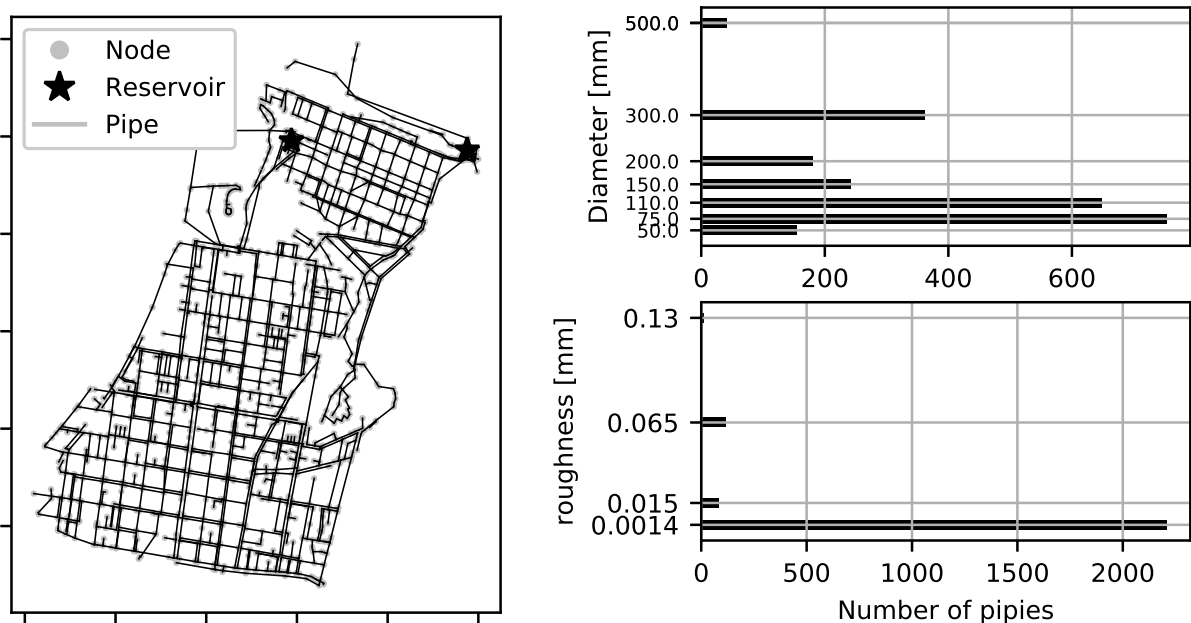 Node
Reservoir
Pipe
Diameter [mm]
500.0
300.0
200.0
150.0
110.0
75.0
50.0
0 200 400 600
roughness [mm]
0.13
0.065
0.015
0.0014
0 500 1000 1500 2000
Number of pipies